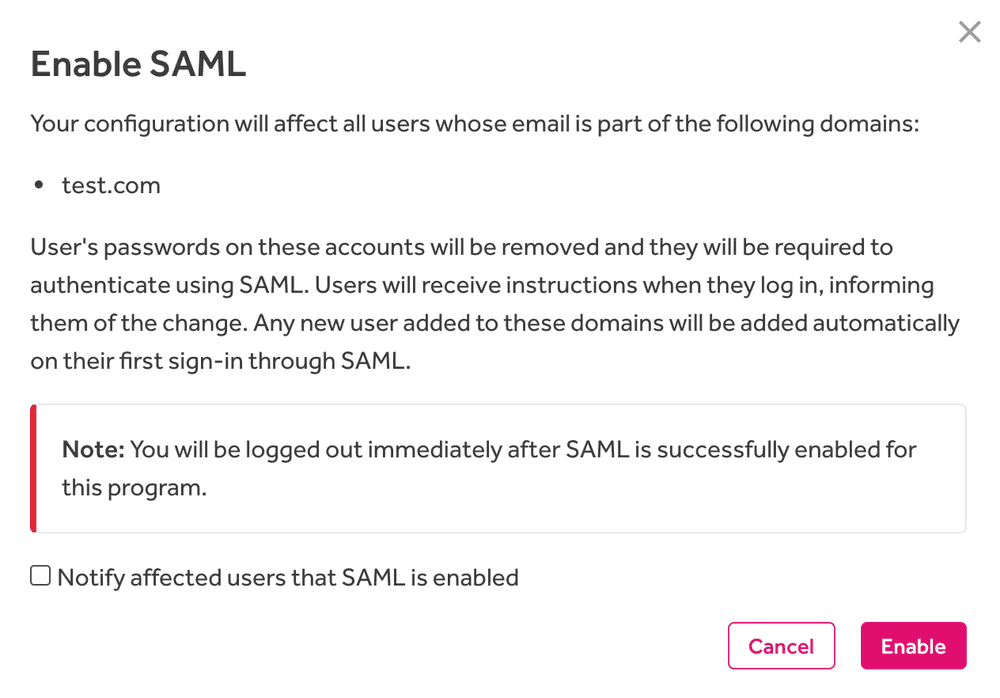 Enable SAML
Your configuration will affect all users whose email is part of the following domains:
• test.com
User's passwords on these accounts will be removed and they will be required to
authenticate using SAML. Users will receive instructions when they log in, informing
them of the change. Any new user added to these domains will be added automatically
on their first sign-in through SAML.
Note: You will be logged out immediately after SAML is successfully enabled for
this program.
Notify affected users that SAML is enabled
Cancel
Enable